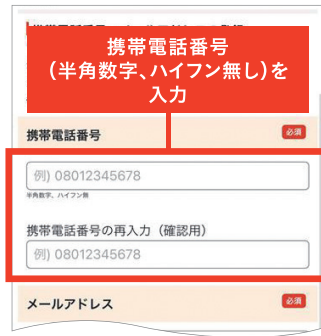 携帯電話番号
(半角数字、ハイフン無し)を
入力
携帯電話番号
必須
例) 08012345678
半角数字、ハイフン無
携帯電話番号の再入力（確認用）
例) 08012345678
メールアドレス
必須